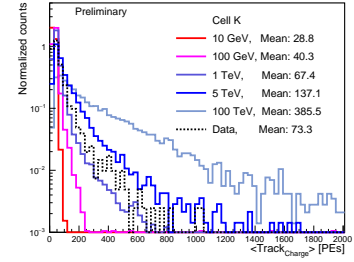 Preliminary
Cell K
10 GeV, Mean: 28.8
100 GeV, Mean: 40.3
1 TeV, Mean: 67.4
5 TeV, Mean: 137.1
100 TeV, Mean: 385.5
Data, Mean: 73.3
Normalized counts
1
10⁻¹
10⁻²
10⁻³
0 200 400 600 800 1000 1200 1400 1600 1800 2000
<Track_Charge> [PEs]